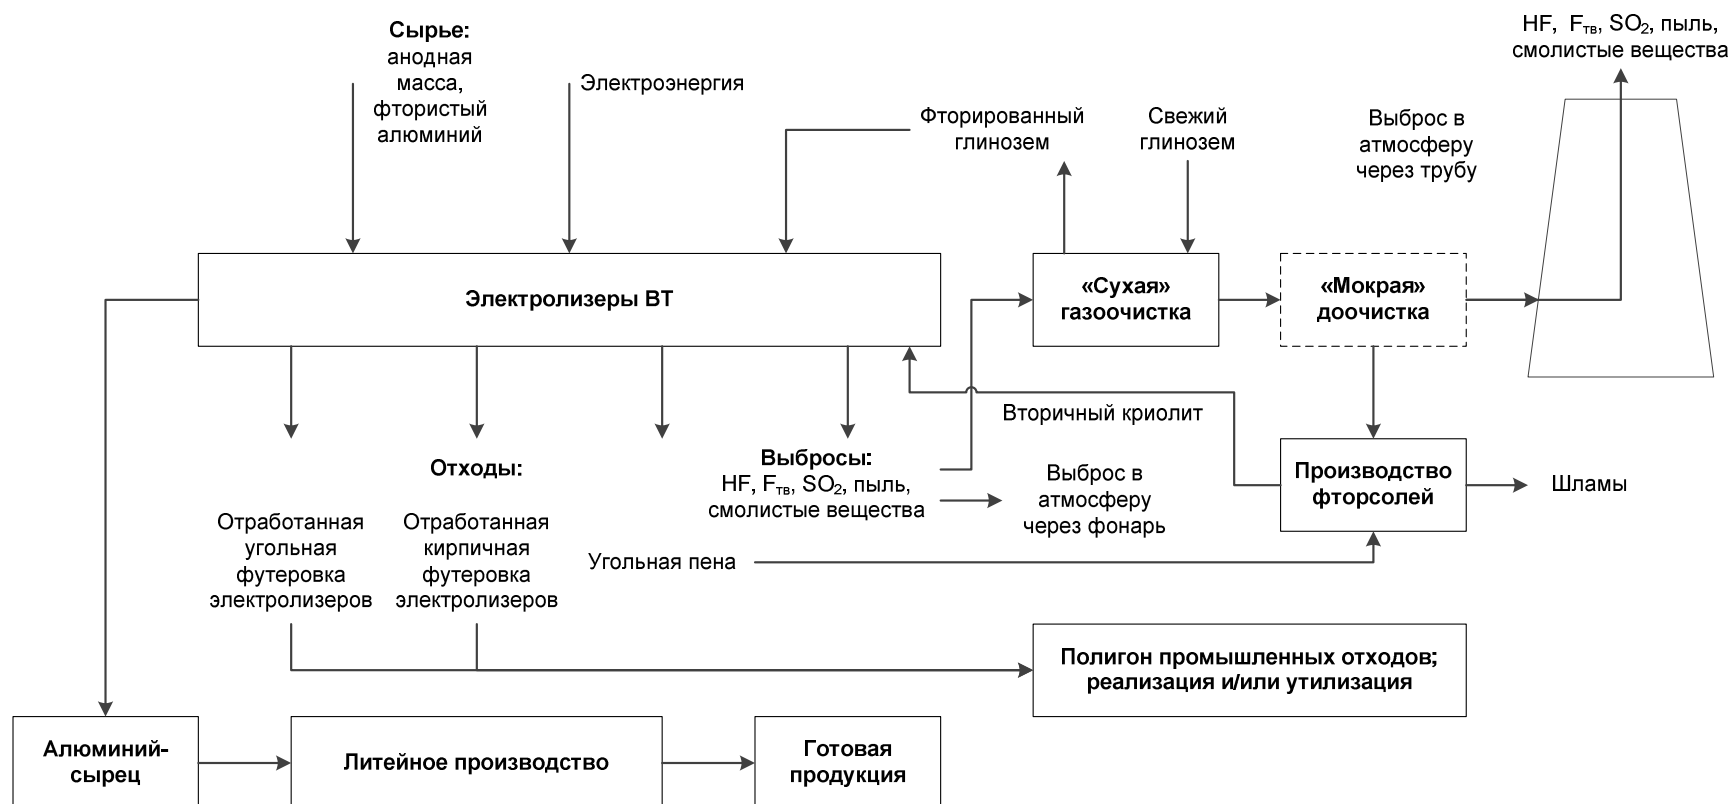 Сырье:
анодная
масса,
фтористый
алюминий
Электроэнергия
Фторированный
глинозем
Свежий
глинозем
Выброс в
атмосферу
через трубу
HF, Fтв, SO2, пыль,
смолистые вещества
Электролизеры ВТ
«Сухая»
газоочистка
«Мокрая»
доочистка
Вторичный криолит
Отходы:
Выбросы:
HF, Fтв, SO2, пыль,
смолистые вещества
Выброс в
атмосферу
через фонарь
Производство
фторсолей
Шламы
Отработанная
угольная
футеровка
электролизеров
Отработанная
кирпичная
футеровка
электролизеров
Угольная пена
Полигон промышленных отходов;
реализация и/или утилизация
Алюминий-
сырец
Литейное производство
Готовая
продукция